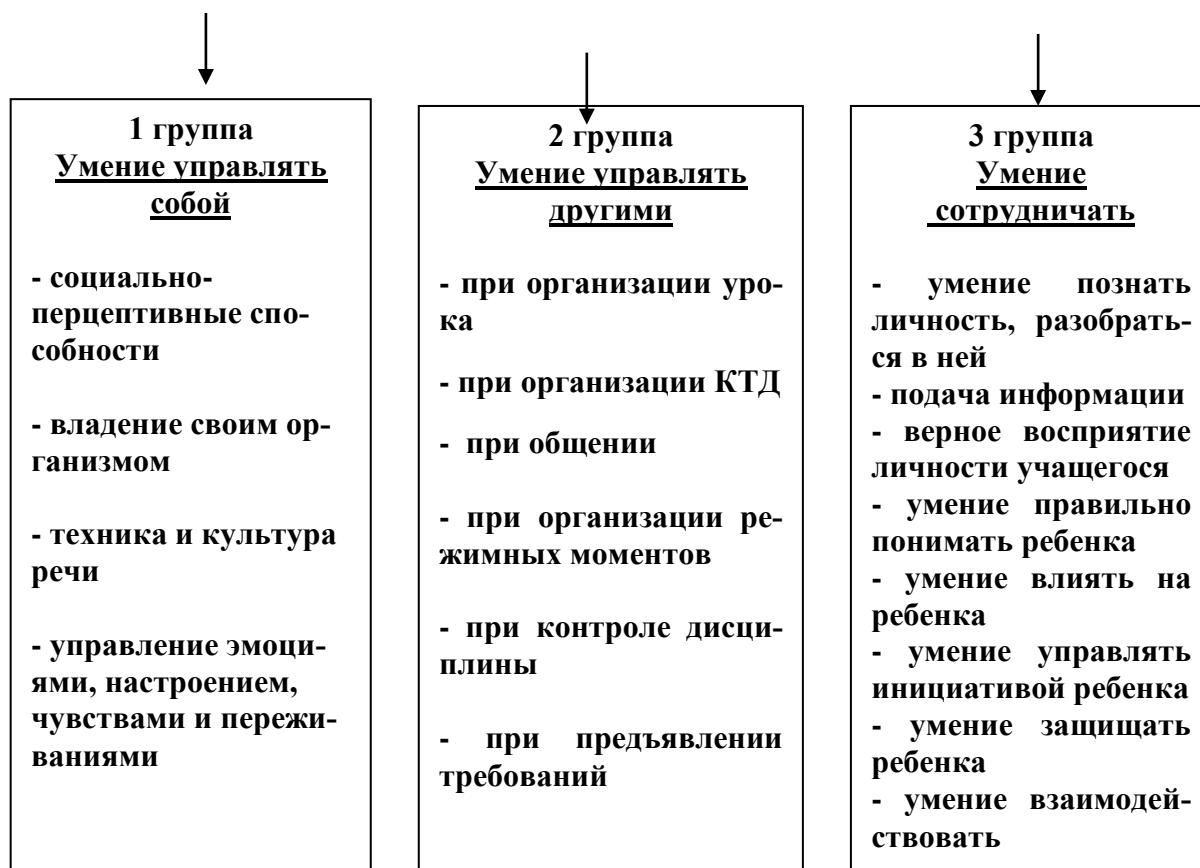 1 группа
Умение управлять
собой
- социально-
перцептивные спо-
собности
- владение своим ор-
ганизмом
- техника и культура
речи
- управление эмоци-
ями, настроением,
чувствами и пережи-
ваниями
2 группа
Умение управлять
другими
- при организации уро-
ка
- при организации КТД
- при общении
- при организации ре-
жимных моментов
- при контроле дисци-
плины
- при предъявлении
требований
3 группа
Умение
сотрудничать
- умение познать
личность, разобрать-
ся в ней
- подача информации
- верное восприятие
личности учащегося
- умение правильно
понимать ребенка
- умение влиять на
ребенка
- умение управлять
инициативой ребенка
- умение защищать
ребенка
- умение взаимодей-
ствовать